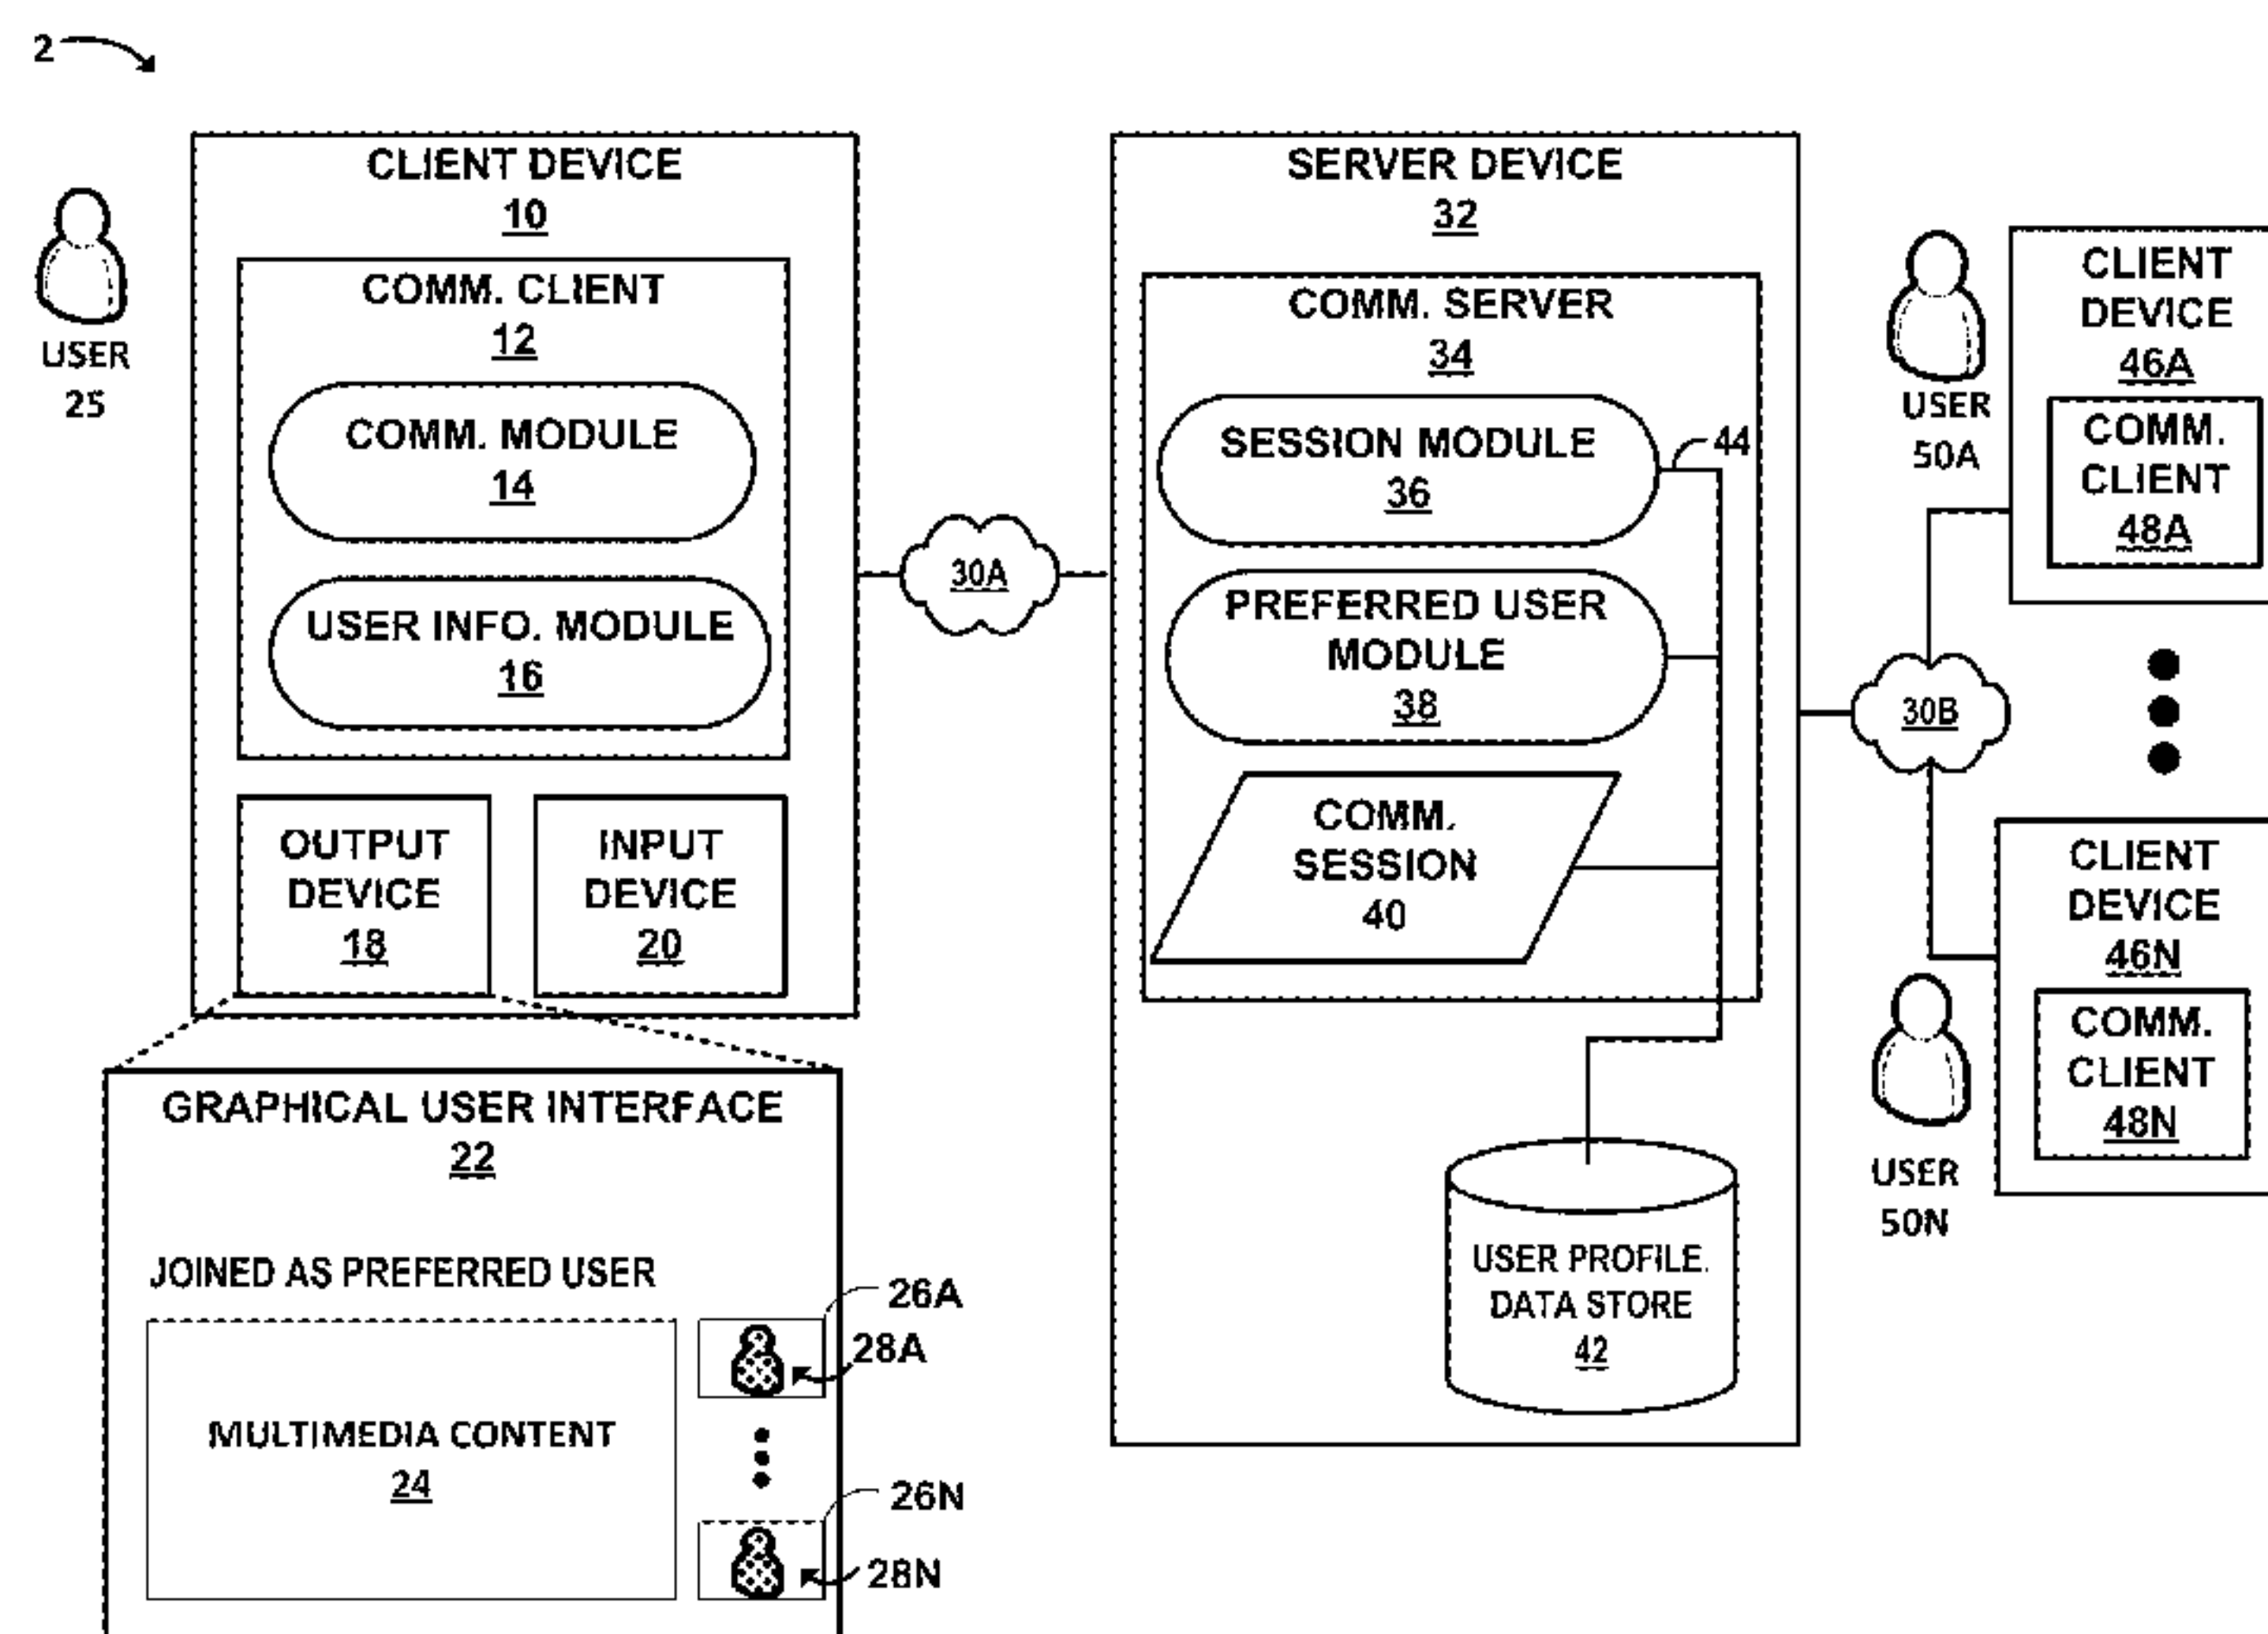 2
CLIENT DEVICE
10
COMM. CLIENT
12
COMM. MODULE
14
USER INFO. MODULE
16
OUTPUT
DEVICE
18
INPUT
DEVICE
20
USER
25
GRAPHICAL USER INTERFACE
22
JOINED AS PREFERRED USER
MULTIMEDIA CONTENT
24
26A
28A
26N
28N
30A
SERVER DEVICE
32
COMM. SERVER
34
SESSION MODULE
36
44
PREFERRED USER
MODULE
38
COMM.
SESSION
40
USER PROFILE.
DATA STORE
42
30B
USER
50A
CLIENT
DEVICE
46A
COMM.
CLIENT
48A
CLIENT
DEVICE
46N
COMM.
CLIENT
48N
USER
50N